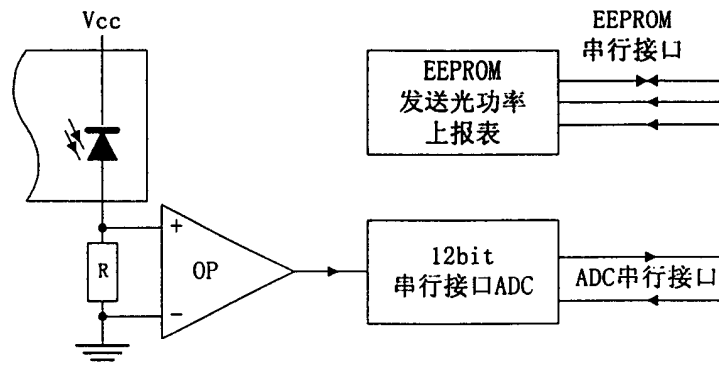 Vcc
EEPROM
串行接口
EEPROM
发送光功率
上报表
+
R
OP
−
12bit
串行接口ADC
ADC串行接口